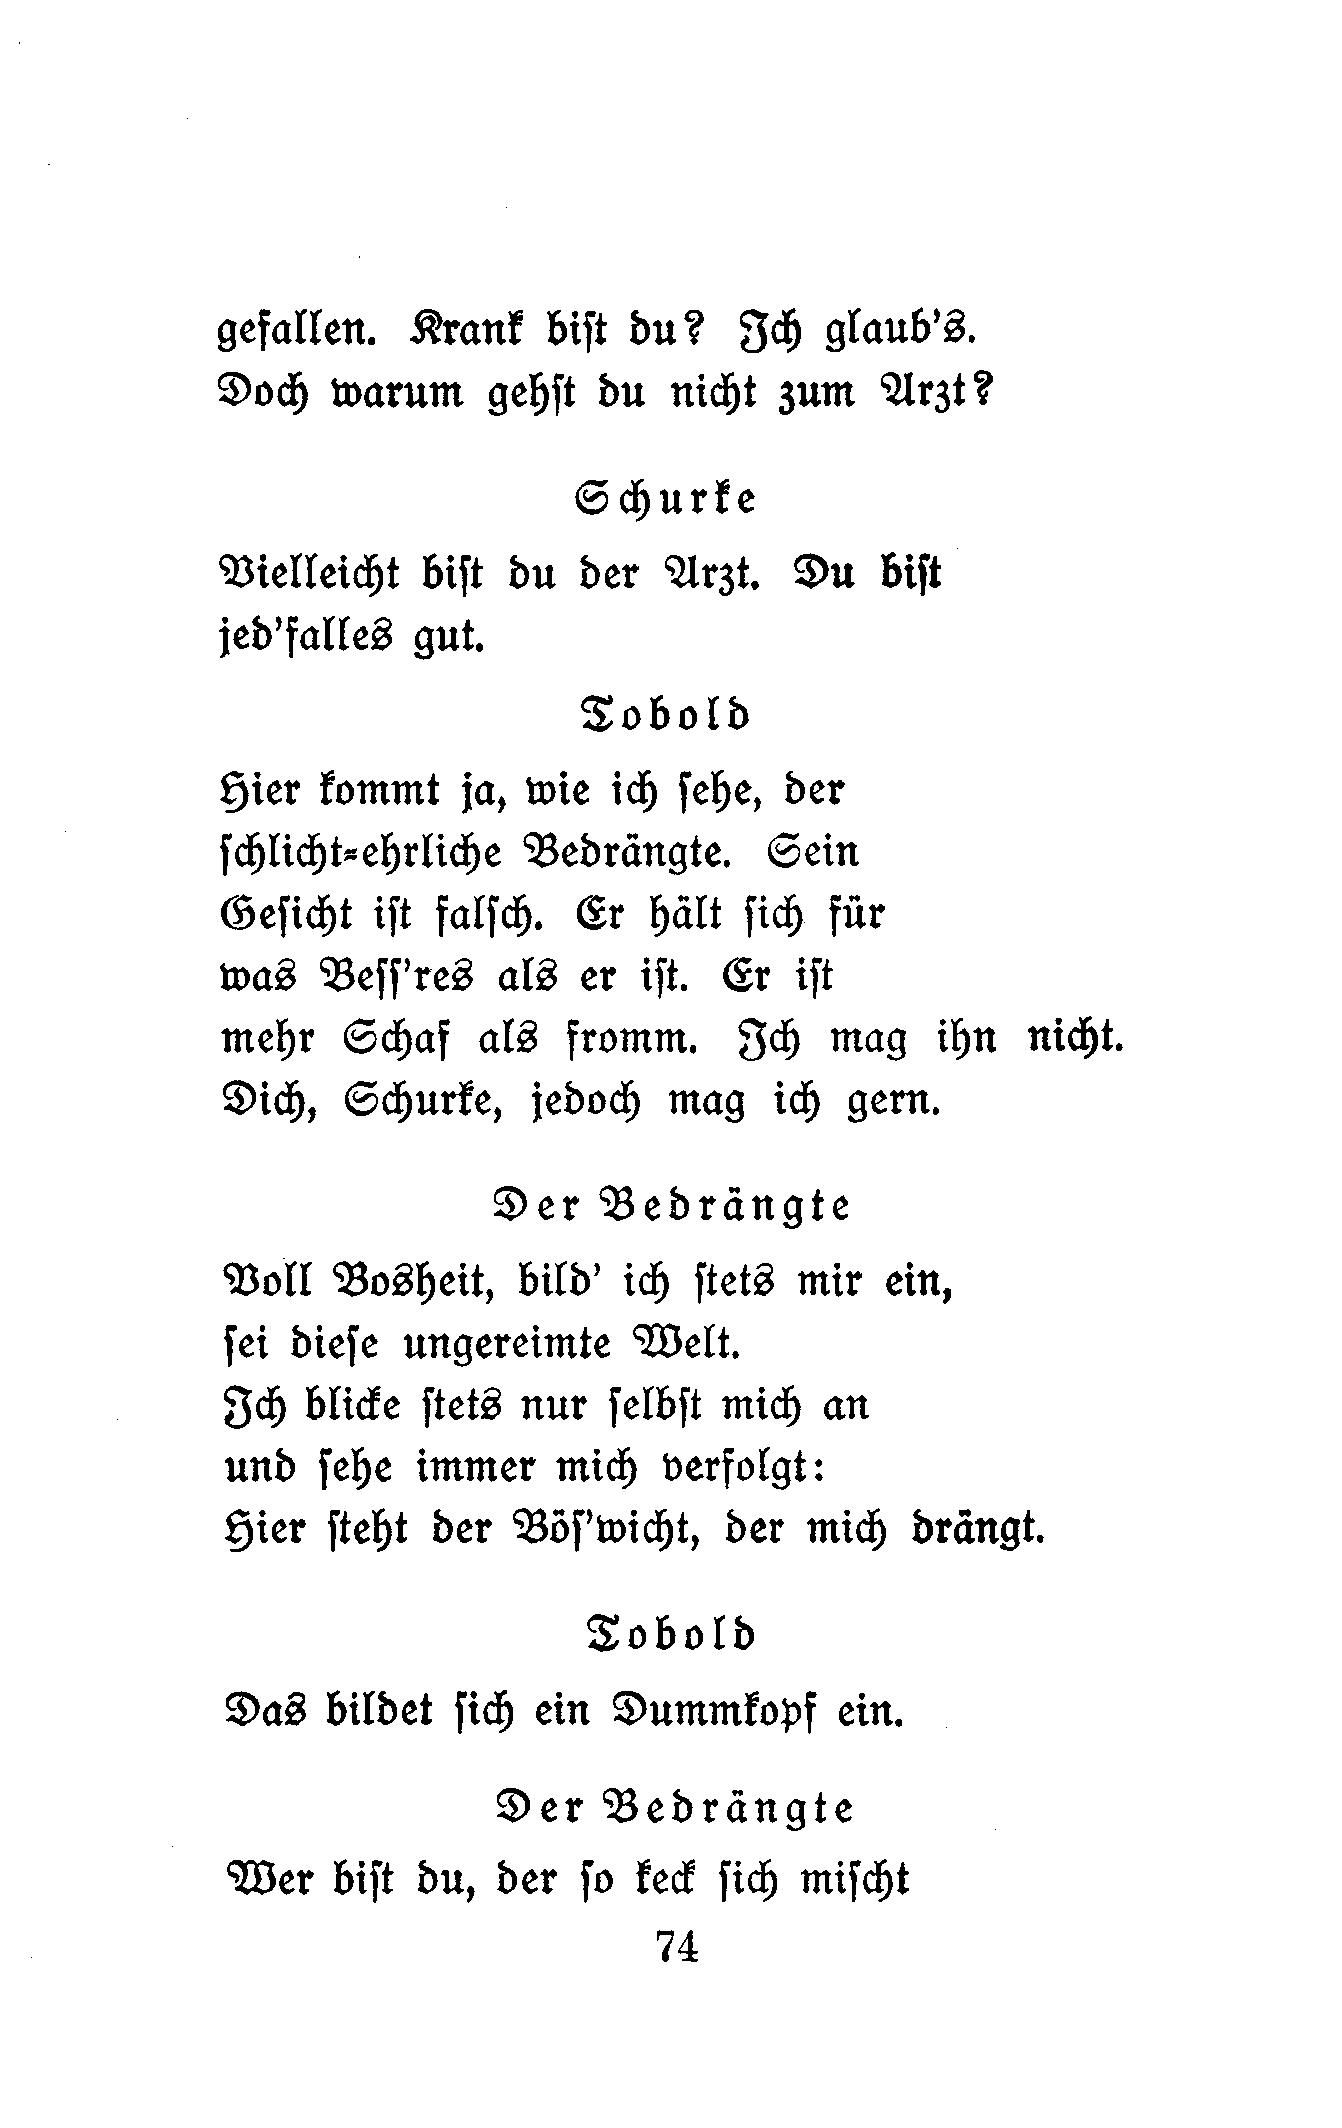 gefallen. Krank bist du? Ich glaub's.
Doch warum gehst du nicht zum Arzt?
Schurke
Vielleicht bist du der Arzt. Du bist
jed'falles gut.
Tobold
Hier kommt ja, wie ich sehe, der
schlicht-ehrliche Bedrängte. Sein
Gesicht ist falsch. Er hält sich für
was Bess'res als er ist. Er ist
mehr Schaf als fromm. Ich mag ihn nicht.
Dich, Schurke, jedoch mag ich gern.
Der Bedrängte
Voll Bosheit, bild' ich stets mir ein,
sei diese ungereimte Welt.
Ich blicke stets nur selbst mich an
und sehe immer mich verfolgt:
Hier steht der Bös'wicht, der mich drängt.
Tobold
Das bildet sich ein Dummkopf ein.
Der Bedrängte
Wer bist du, der so keck sich mischt
74